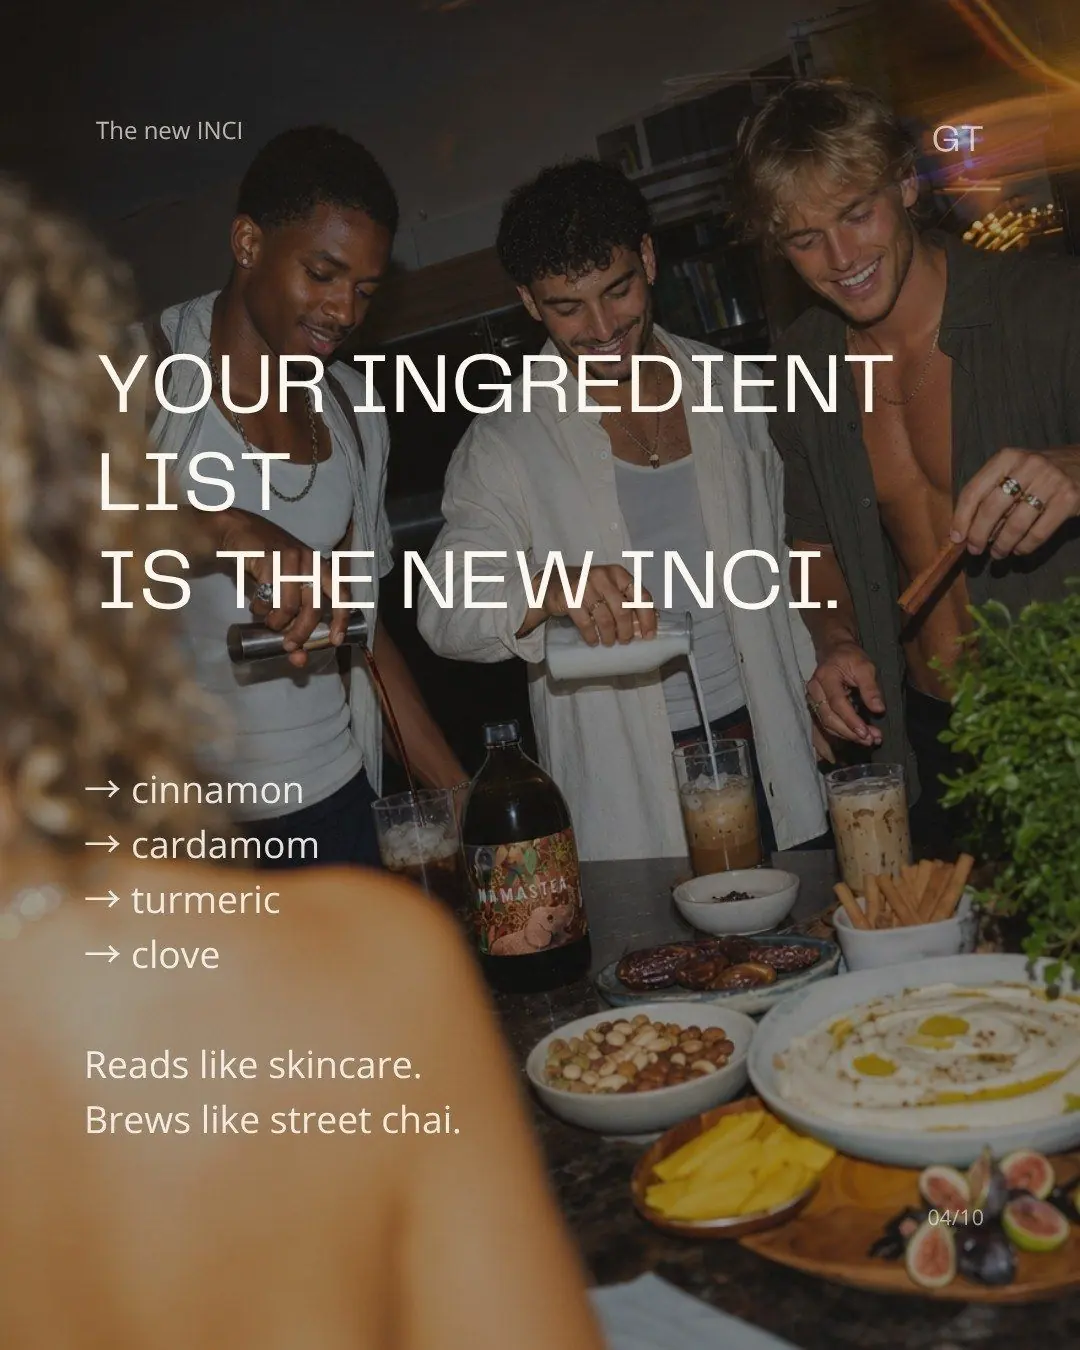 The new INCI
GT
YOUR INGREDIENT
LIST
IS THE NEW INCI.
→ cinnamon
→ cardamom
→ turmeric
→ clove
NAMASTEA
Reads like skincare.
Brews like street chai.
04/10